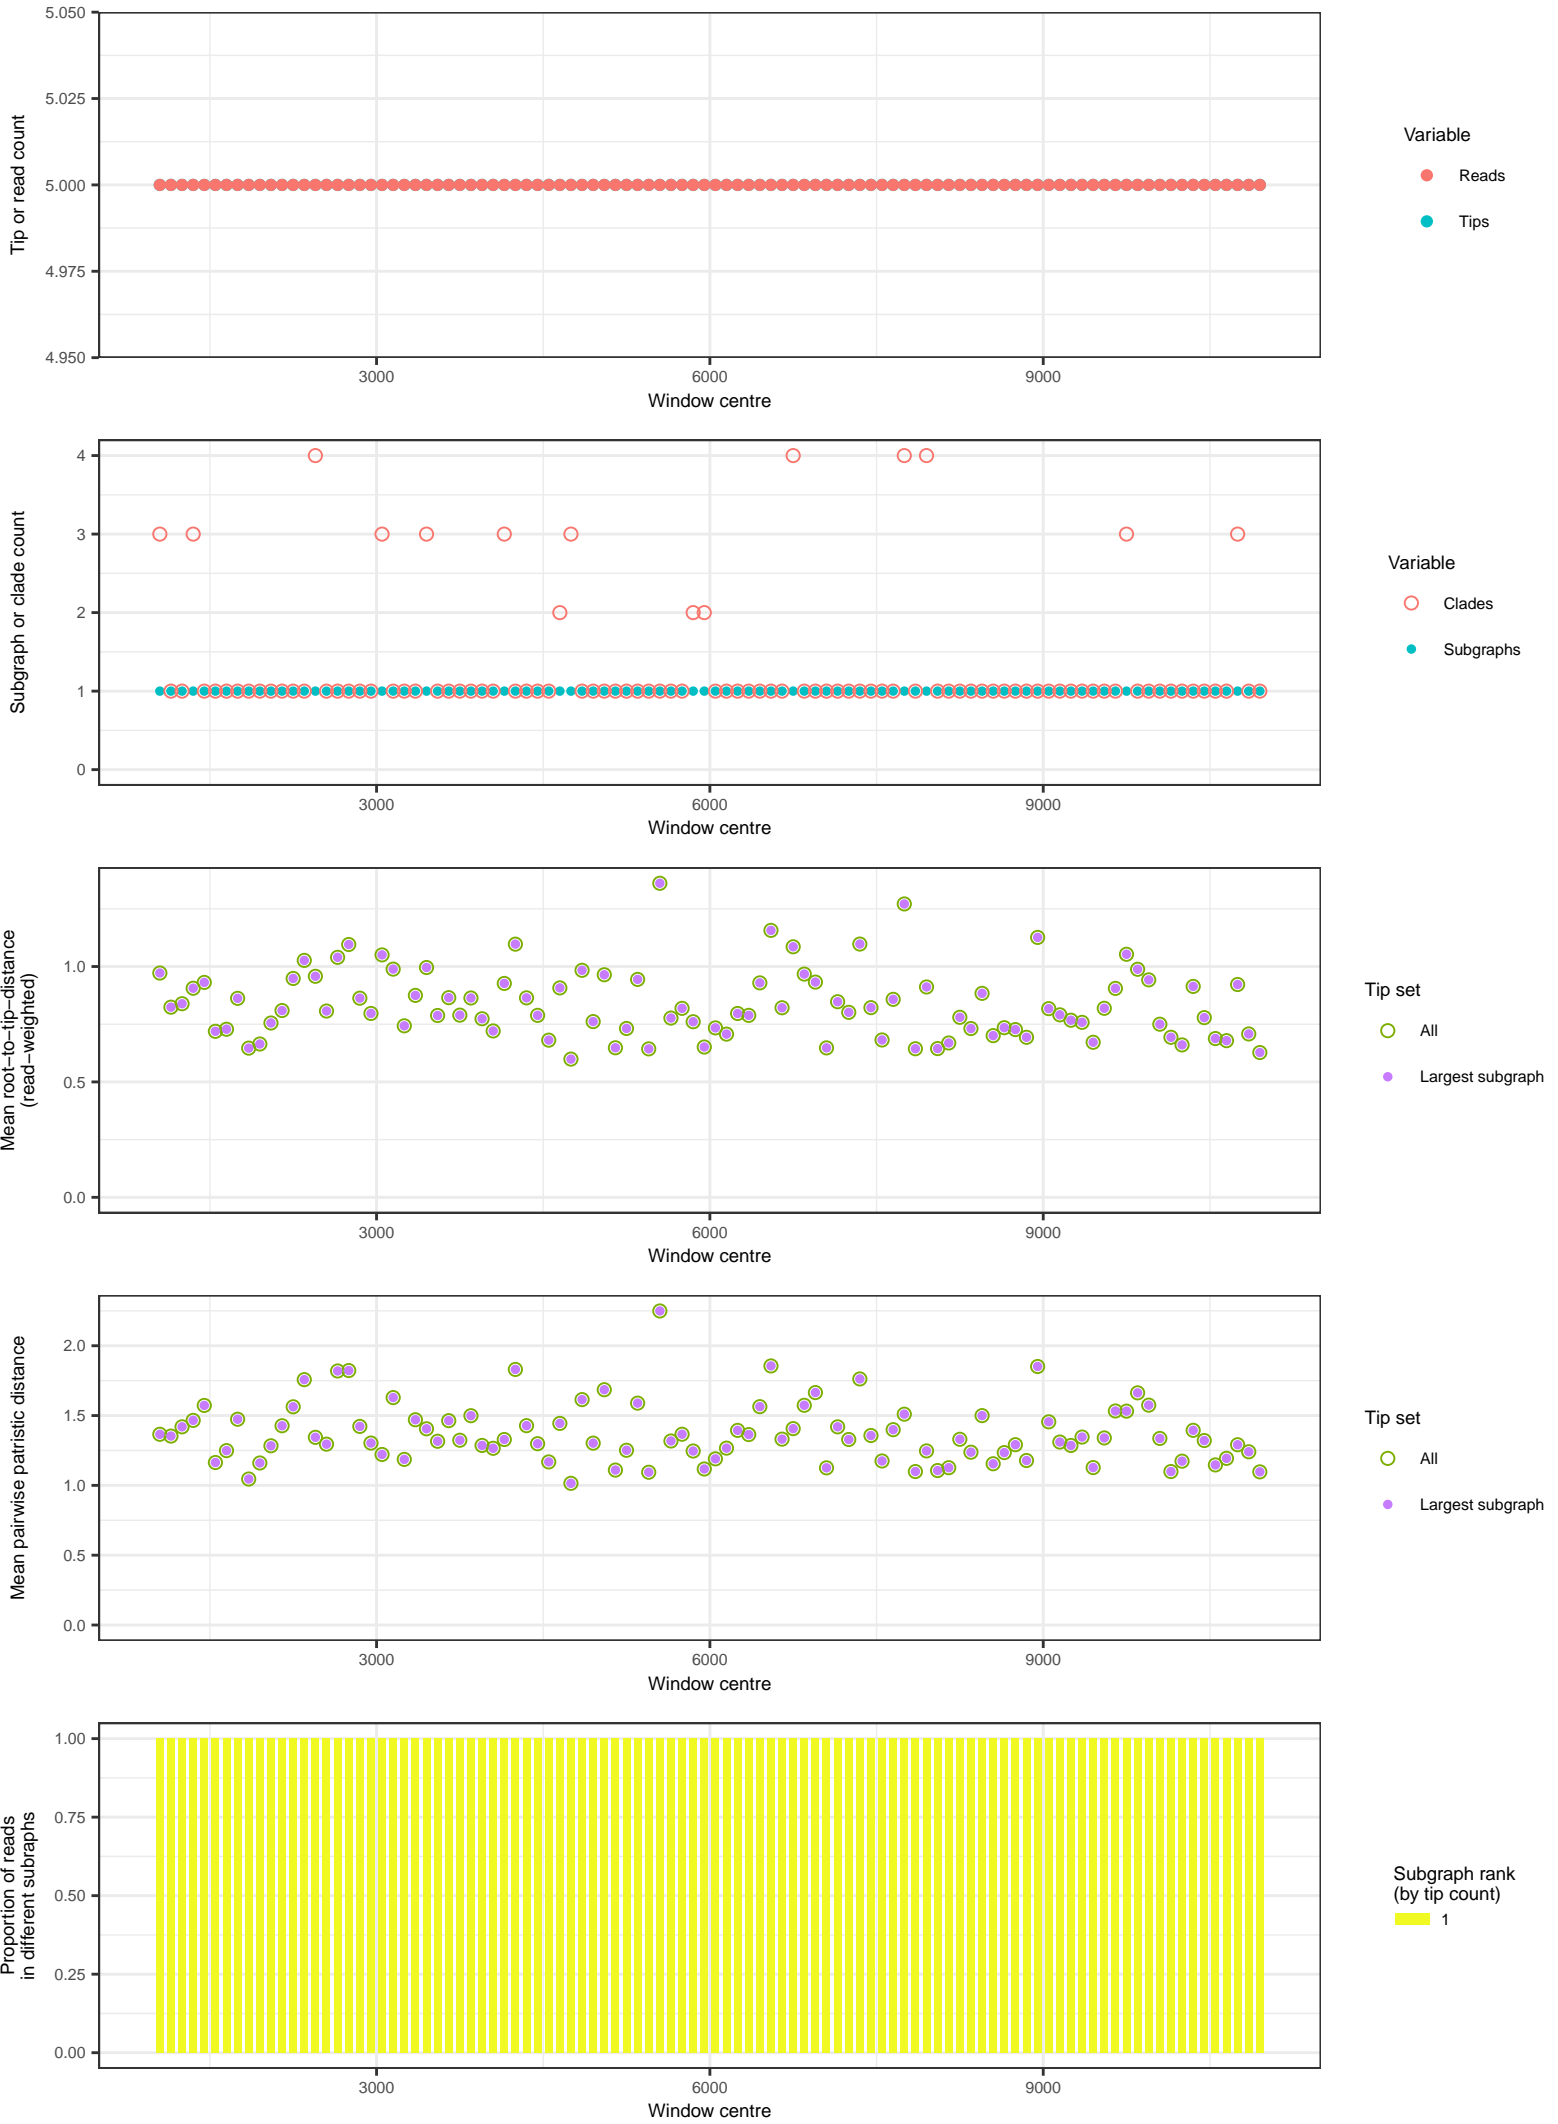 5.050
5.025
5.000
4.975
4.950
Tip or read count
3000
6000
9000
Window centre
Variable
Reads
Tips
4
3
2
1
0
Subgraph or clade count
3000
6000
9000
Window centre
Variable
Clades
Subgraphs
1.0
0.5
0.0
Mean root−to−tip−distance
(read−weighted)
3000
6000
9000
Window centre
Tip set
All
Largest subgraph
2.0
1.5
1.0
0.5
0.0
Mean pairwise patristic distance
3000
6000
9000
Window centre
Tip set
All
Largest subgraph
1.00
0.75
0.50
0.25
0.00
Proportion of reads
in different subraphs
3000
6000
9000
Window centre
Subgraph rank
(by tip count)
1